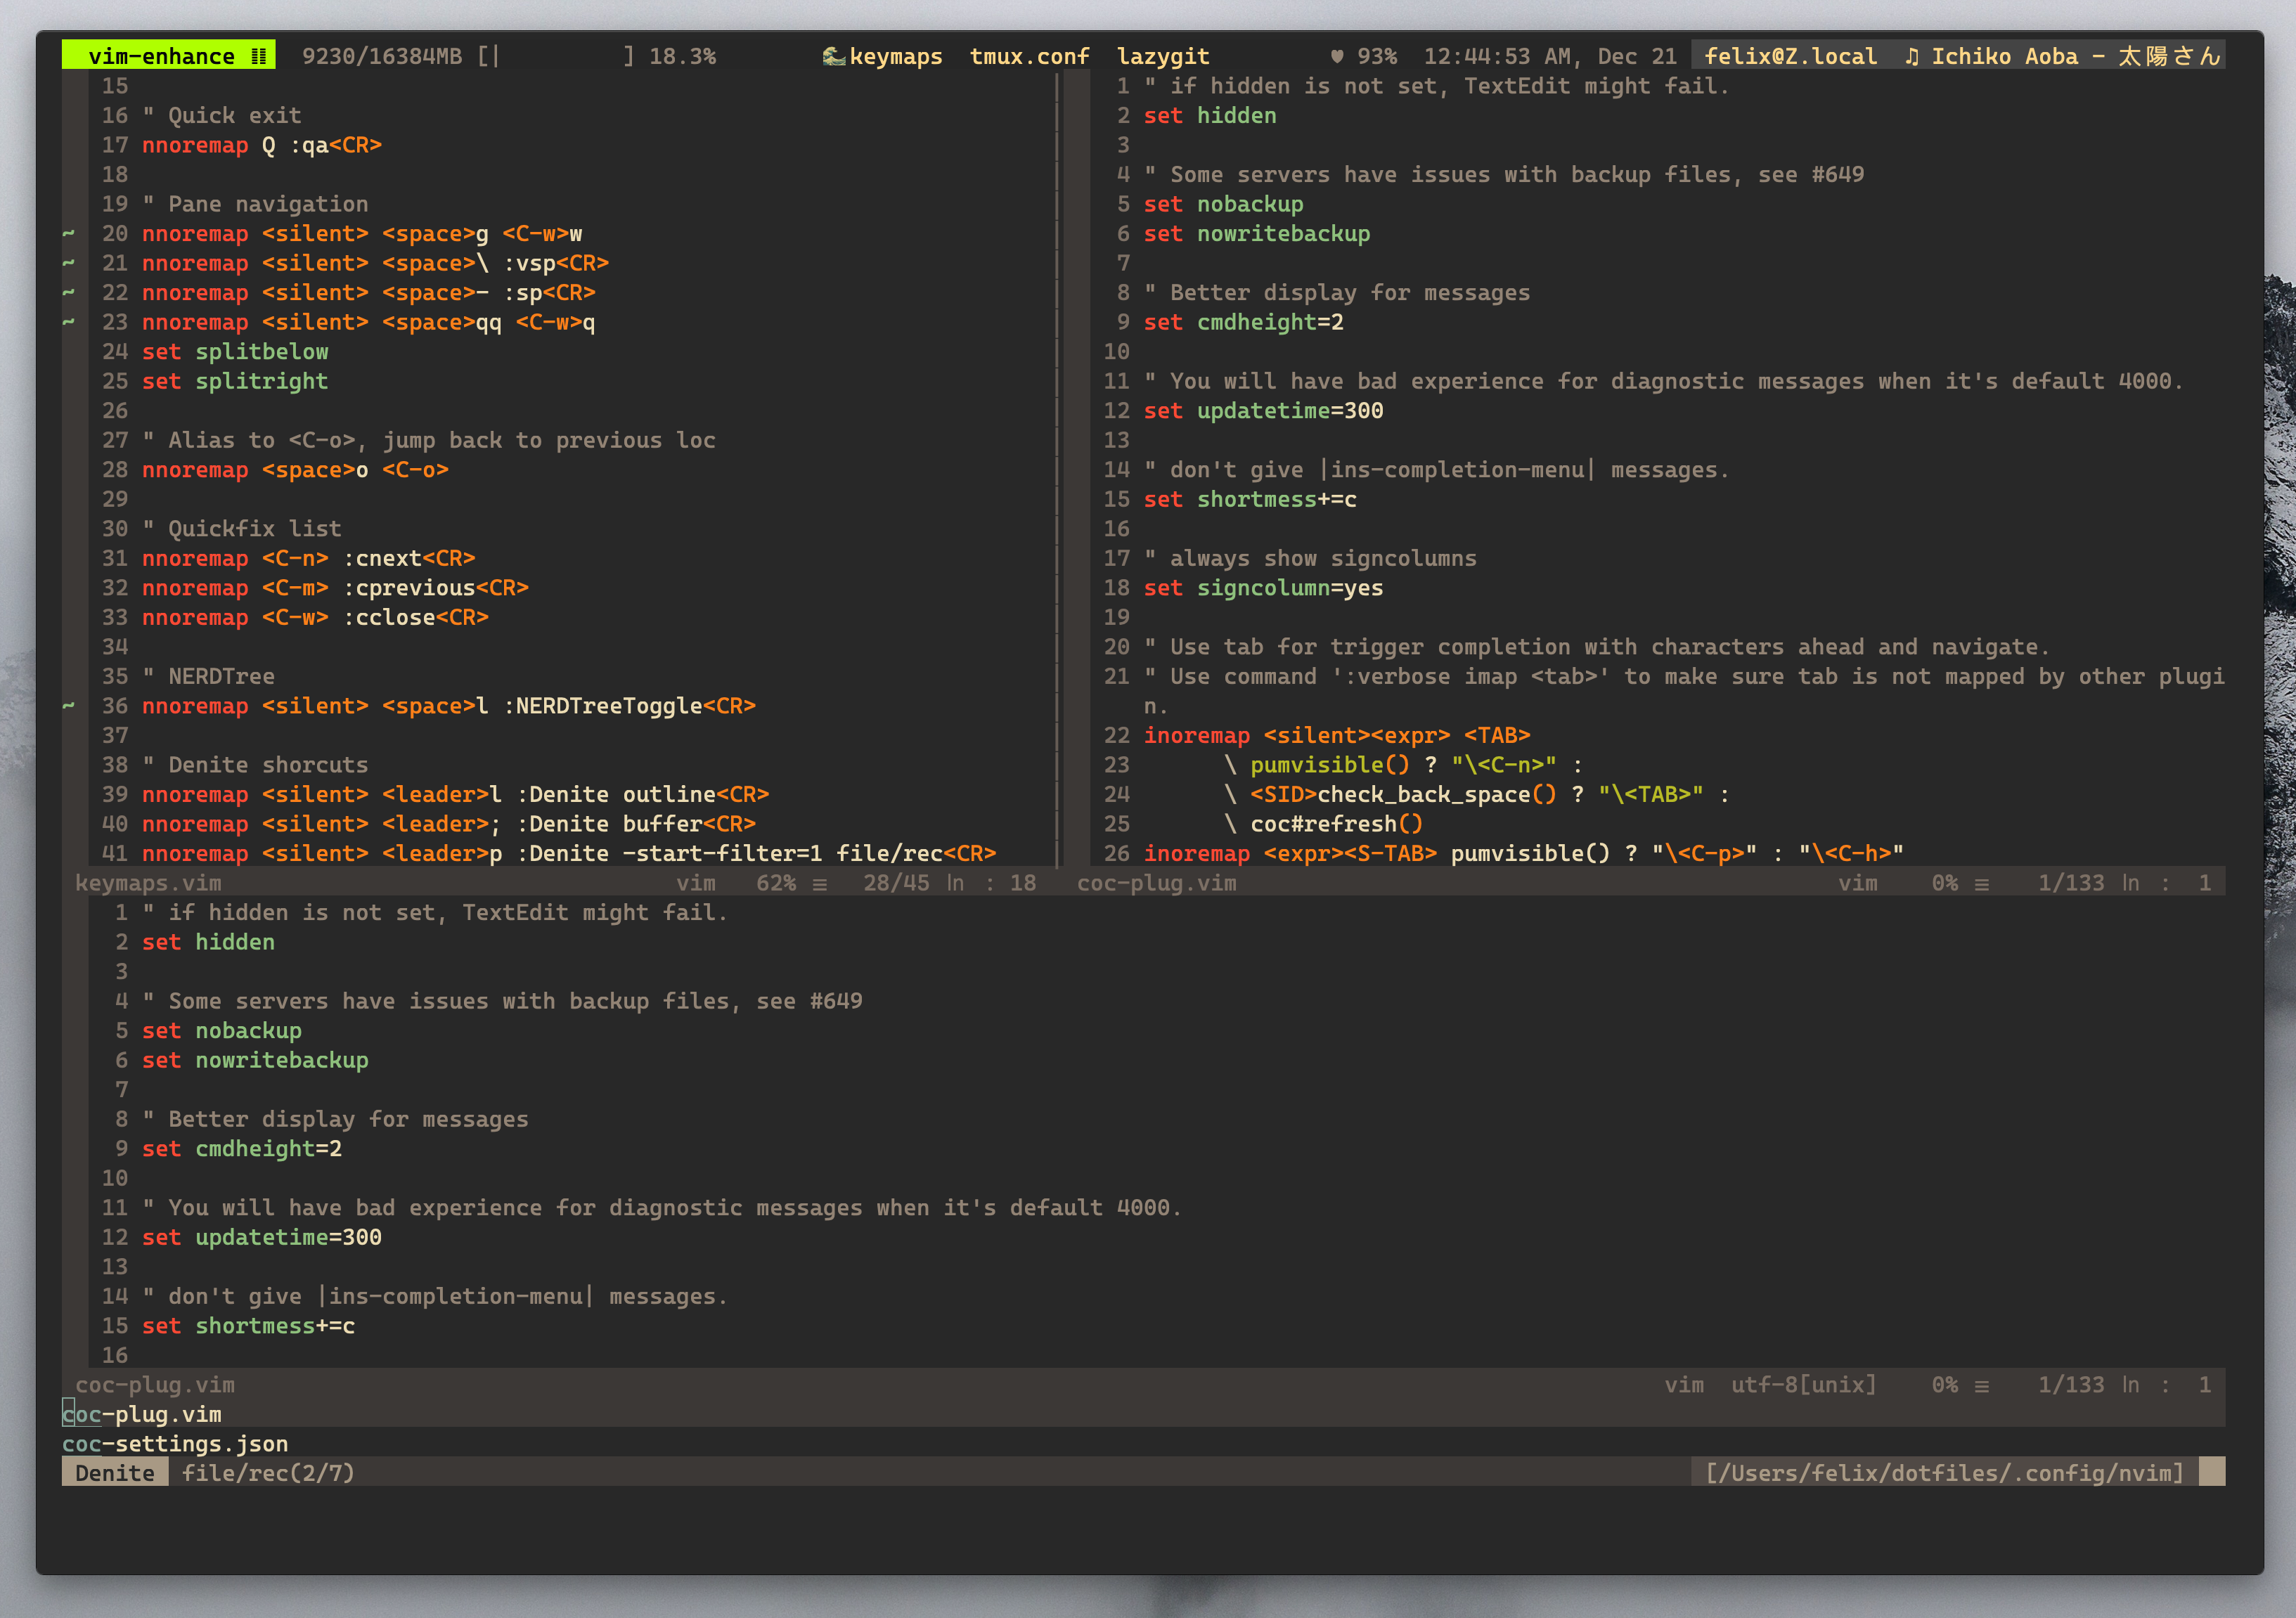 vim-enhance 9230/16384MB [| ] 18.3% 🌊keymaps tmux.conf lazygit ♥ 93% 12:44:53 AM, Dec 21 felix@Z.local ♫ Ichiko Aoba - 太陽さん
15
16 " Quick exit
17 nnoremap Q :qa<CR>
18
19 " Pane navigation
~ 20 nnoremap <silent> <space>g <C-w>w
~ 21 nnoremap <silent> <space>\ :vsp<CR>
~ 22 nnoremap <silent> <space>- :sp<CR>
~ 23 nnoremap <silent> <space>qq <C-w>q
24 set splitbelow
25 set splitright
26
27 " Alias to <C-o>, jump back to previous loc
28 nnoremap <space>o <C-o>
29
30 " Quickfix list
31 nnoremap <C-n> :cnext<CR>
32 nnoremap <C-m> :cprevious<CR>
33 nnoremap <C-w> :cclose<CR>
34
35 " NERDTree
~ 36 nnoremap <silent> <space>l :NERDTreeToggle<CR>
37
38 " Denite shorcuts
39 nnoremap <silent> <leader>l :Denite outline<CR>
40 nnoremap <silent> <leader>; :Denite buffer<CR>
41 nnoremap <silent> <leader>p :Denite -start-filter=1 file/rec<CR>
keymaps.vim vim 62% ≡ 28/45 ln : 18
1 " if hidden is not set, TextEdit might fail.
2 set hidden
3
4 " Some servers have issues with backup files, see #649
5 set nobackup
6 set nowritebackup
7
8 " Better display for messages
9 set cmdheight=2
10
11 " You will have bad experience for diagnostic messages when it's default 4000.
12 set updatetime=300
13
14 " don't give |ins-completion-menu| messages.
15 set shortmess+=c
16
17 " always show signcolumns
18 set signcolumn=yes
19
20 " Use tab for trigger completion with characters ahead and navigate.
21 " Use command ':verbose imap <tab>' to make sure tab is not mapped by other plugi
n.
22 inoremap <silent><expr> <TAB>
23 \ pumvisible() ? "\<C-n>" :
24 \ <SID>check_back_space() ? "\<TAB>" :
25 \ coc#refresh()
26 inoremap <expr><S-TAB> pumvisible() ? "\<C-p>" : "\<C-h>"
coc-plug.vim vim 0% ≡ 1/133 ln : 1
1 " if hidden is not set, TextEdit might fail.
2 set hidden
3
4 " Some servers have issues with backup files, see #649
5 set nobackup
6 set nowritebackup
7
8 " Better display for messages
9 set cmdheight=2
10
11 " You will have bad experience for diagnostic messages when it's default 4000.
12 set updatetime=300
13
14 " don't give |ins-completion-menu| messages.
15 set shortmess+=c
16
coc-plug.vim vim utf-8[unix] 0% ≡ 1/133 ln : 1
coc-plug.vim
coc-settings.json
Denite file/rec(2/7) [/Users/felix/dotfiles/.config/nvim]